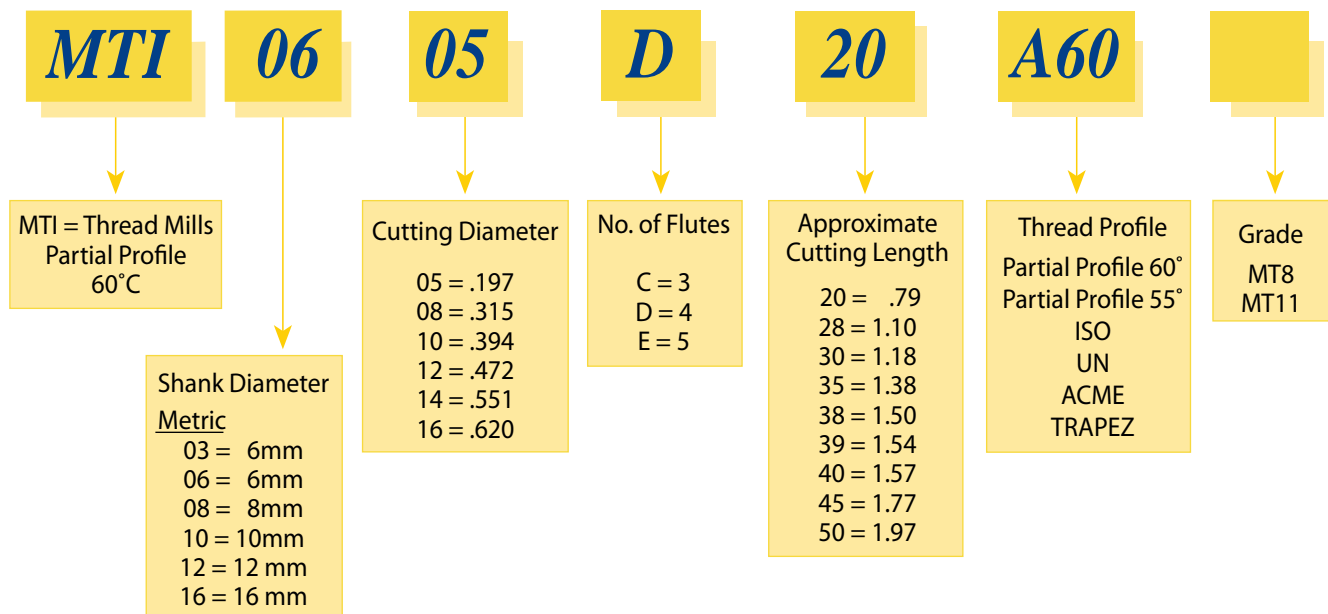 MTI 06 05 D 20 A60
MTI = Thread Mills
Partial Profile
60˚C
Shank Diameter
Metric
03 = 6mm
06 = 6mm
08 = 8mm
10 = 10mm
12 = 12 mm
16 = 16 mm
Cutting Diameter
05 = .197
08 = .315
10 = .394
12 = .472
14 = .551
16 = .620
No. of Flutes
C = 3
D = 4
E = 5
Approximate
Cutting Length
20 = .79
28 = 1.10
30 = 1.18
35 = 1.38
38 = 1.50
39 = 1.54
40 = 1.57
45 = 1.77
50 = 1.97
Thread Profile
Partial Profile 60˚
Partial Profile 55˚
ISO
UN
ACME
TRAPEZ
Grade
MT8
MT11